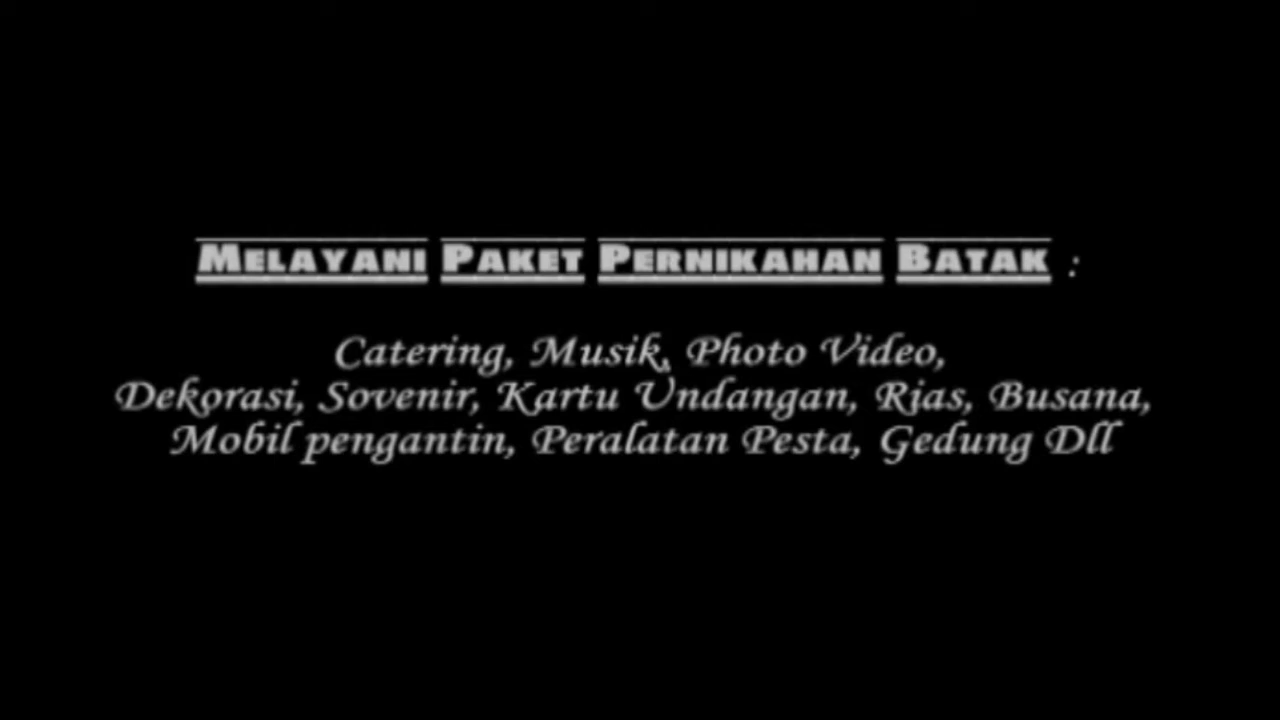 Melayani Paket Pernikahan Batak :
Catering, Musik, Photo Video,
Dekorasi, Sovenir, Kartu Undangan, Rias, Busana,
Mobil pengantin, Peralatan Pesta, Gedung Dll